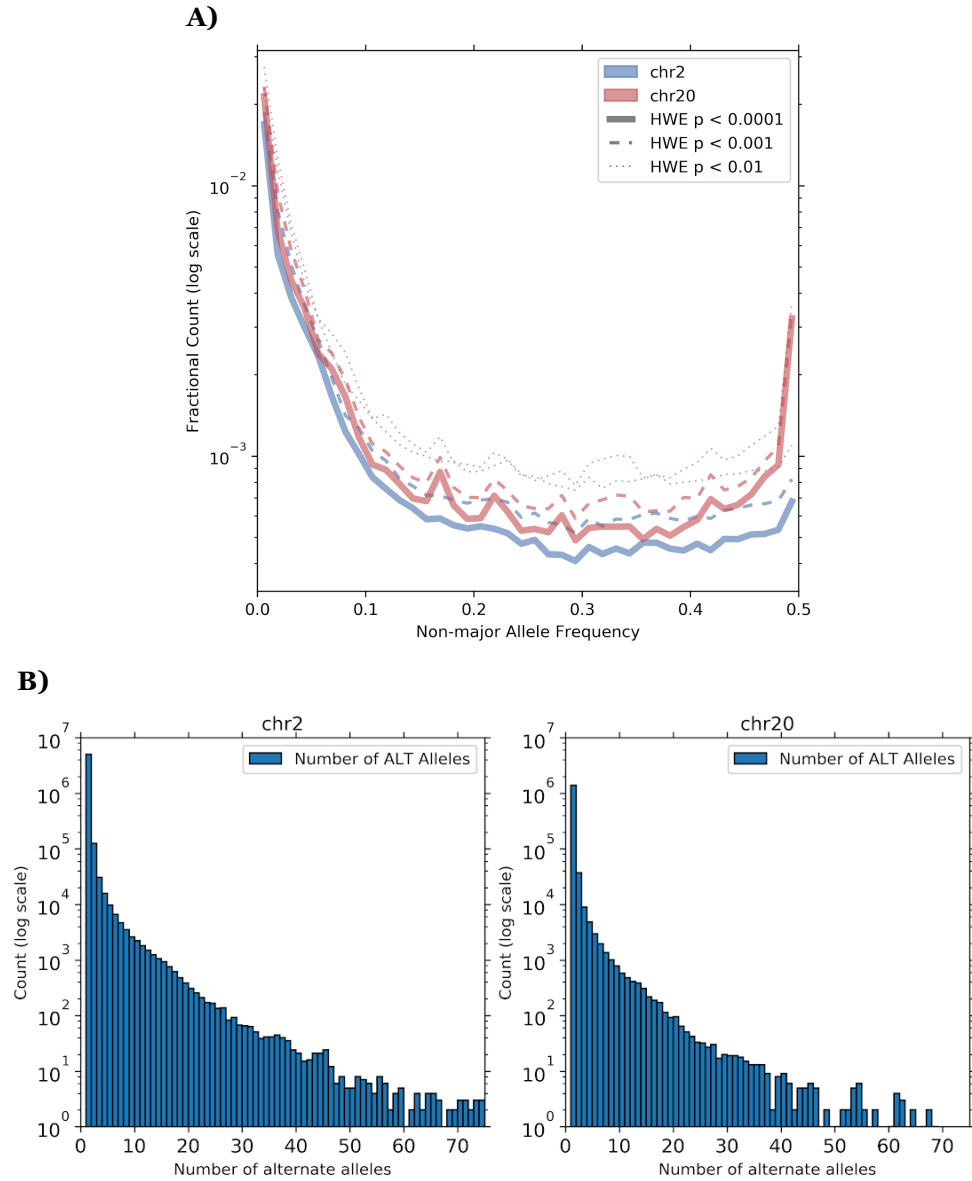 A)
chr2
chr20
HWE p < 0.0001
HWE p < 0.001
HWE p < 0.01
Fractional Count (log scale)
10⁻²
10⁻³
0.0 0.1 0.2 0.3 0.4 0.5
Non-major Allele Frequency
B)
chr2
Number of ALT Alleles
Count (log scale)
10⁷
10⁶
10⁵
10⁴
10³
10²
10¹
10⁰
0 10 20 30 40 50 60 70
Number of alternate alleles
chr20
Number of ALT Alleles
Count (log scale)
10⁷
10⁶
10⁵
10⁴
10³
10²
10¹
10⁰
0 10 20 30 40 50 60 70
Number of alternate alleles